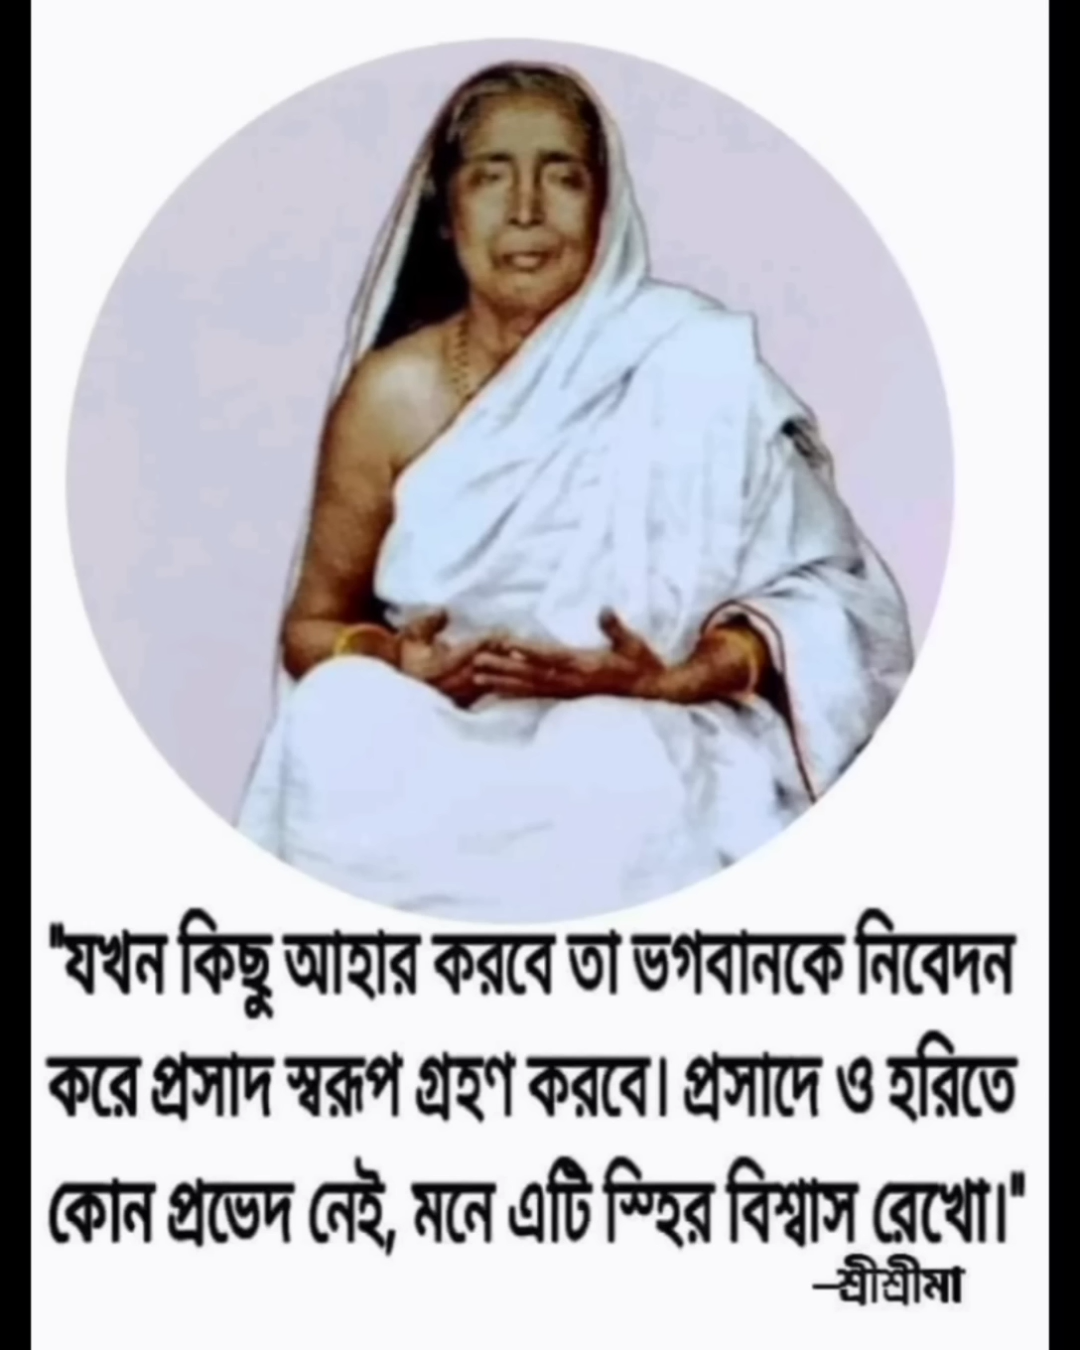 "যখন কিছু আহার করবে তা ভগবানকে নিবেদন
করে প্রসাদ স্বরূপ গ্রহণ করবে। প্রসাদে ও হরিতে
কোন প্রভেদ নেই, মনে এটি স্হির বিশ্বাস রেখো।"
–শ্রীশ্রীমা